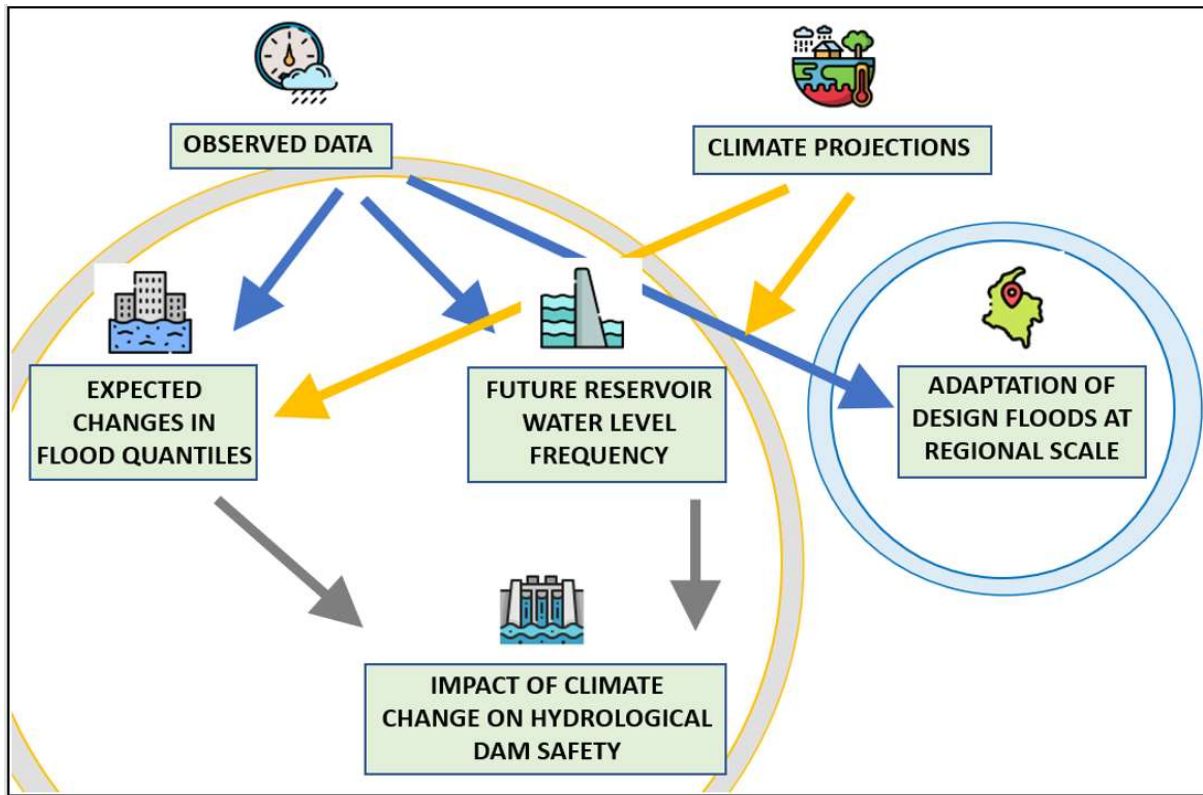 OBSERVED DATA
CLIMATE PROJECTIONS
EXPECTED
CHANGES IN
FLOOD QUANTILES
FUTURE RESERVOIR
WATER LEVEL
FREQUENCY
ADAPTATION OF
DESIGN FLOODS AT
REGIONAL SCALE
IMPACT OF CLIMATE
CHANGE ON HYDROLOGICAL
DAM SAFETY